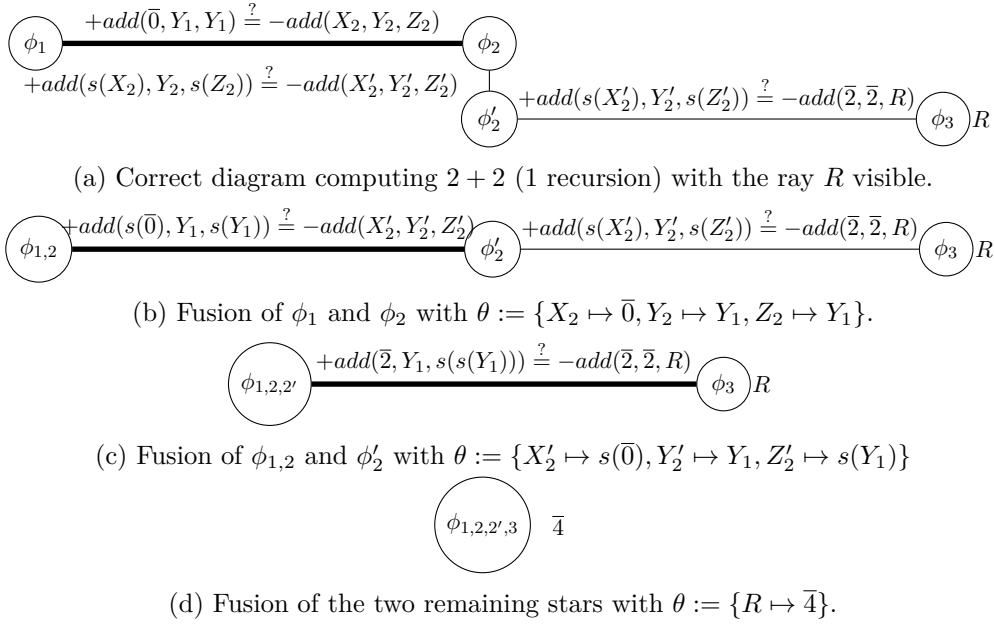 ϕ₁ +add(0̅, Y₁, Y₁) ≟ −add(X₂, Y₂, Z₂) ϕ₂
+add(s(X₂), Y₂, s(Z₂)) ≟ −add(X′₂, Y′₂, Z′₂)
+add(s(X′₂), Y′₂, s(Z′₂)) ≟ −add(2̅, 2̅, R)
ϕ′₂ ϕ₃ R
(a) Correct diagram computing 2 + 2 (1 recursion) with the ray R visible.
+add(s(0̅), Y₁, s(Y₁)) ≟ −add(X′₂, Y′₂, Z′₂) +add(s(X′₂), Y′₂, s(Z′₂)) ≟ −add(2̅, 2̅, R)
ϕ₁,₂ ϕ′₂ ϕ₃ R
(b) Fusion of ϕ₁ and ϕ₂ with θ := {X₂ ↦ 0̅, Y₂ ↦ Y₁, Z₂ ↦ Y₁}.
+add(2̅, Y₁, s(s(Y₁))) ≟ −add(2̅, 2̅, R)
ϕ₁,₂,₂′ ϕ₃ R
(c) Fusion of ϕ₁,₂ and ϕ′₂ with θ := {X′₂ ↦ s(0̅), Y′₂ ↦ Y₁, Z′₂ ↦ s(Y₁)}
ϕ₁,₂,₂′,₃ 4̅
(d) Fusion of the two remaining stars with θ := {R ↦ 4̅}.